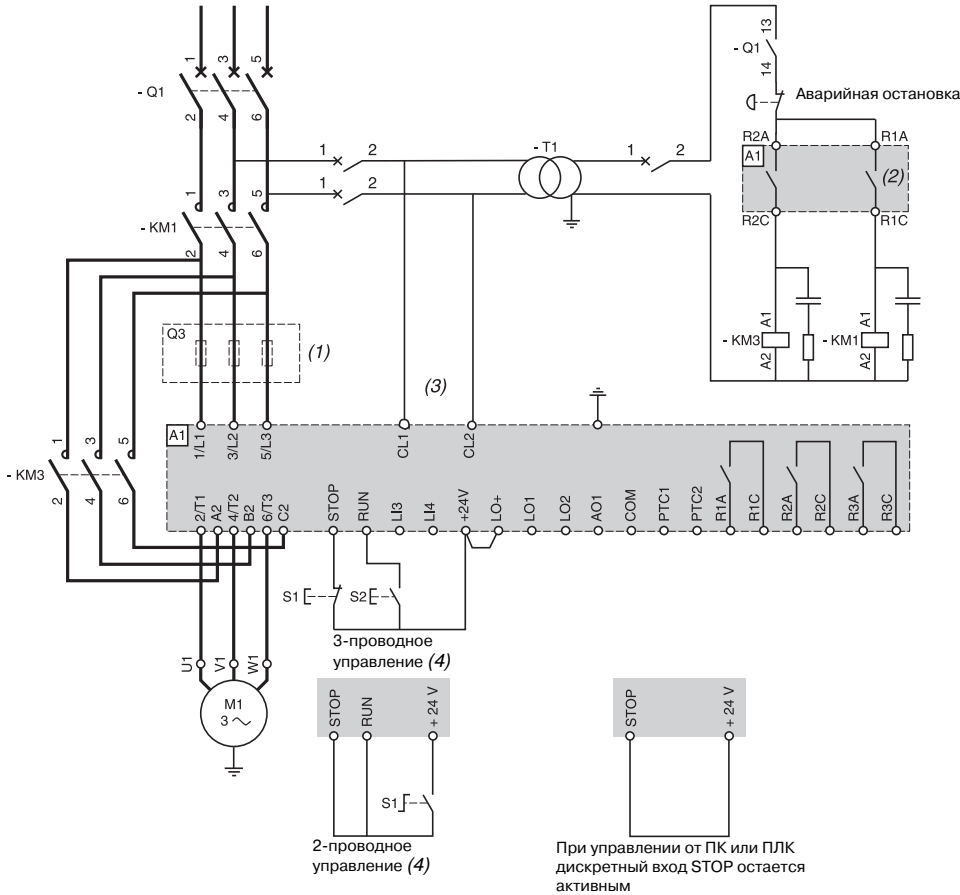 1 3 5
- Q1
2 4 6
13
- Q1
14
Аварийная остановка
R2A R1A
A1
(2)
R2C R1C
1 2
1 2
- T1
1 2
1 3 5
- KM1
2 4 6
A1 A1
- KM3 - KM1
A2 A2
Q3
(1)
(3)
A1
1/L1 3/L2 5/L3 CL1 CL2
1 3 5
- KM3
2 4 6
2/T1 A2 4/T2 B2 6/T3 C2 STOP RUN LI3 LI4 +24V LO+ LO1 LO2 AO1 COM PTC1 PTC2 R1A R1C R2A R2C R3A R3C
S1 S2
3-проводное
управление (4)
U1 V1 W1
M1
3
STOP RUN + 24 V
S1
2-проводное
управление (4)
STOP + 24 V
При управлении от ПК или ПЛК
дискретный вход STOP остается
активным